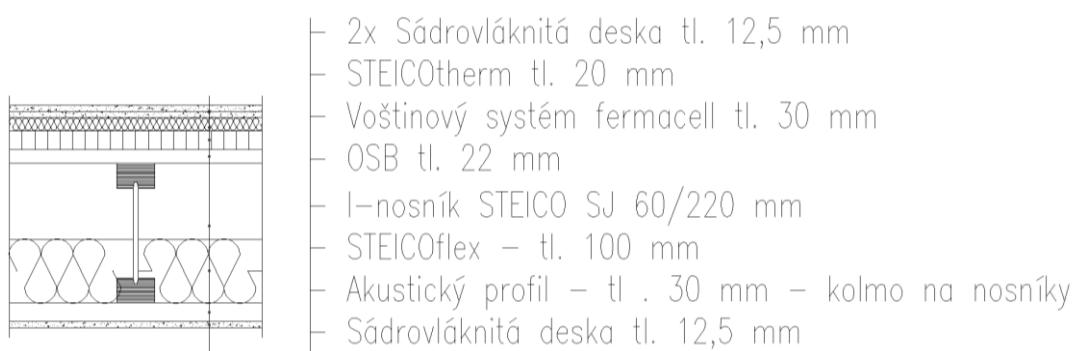 2x Sádrovláknitá deska tl. 12,5 mm
STEICOtherm tl. 20 mm
Voštinový systém fermacell tl. 30 mm
OSB tl. 22 mm
I-nosník STEICO SJ 60/220 mm
STEICOflex – tl. 100 mm
Akustický profil – tl . 30 mm – kolmo na nosníky
Sádrovláknitá deska tl. 12,5 mm